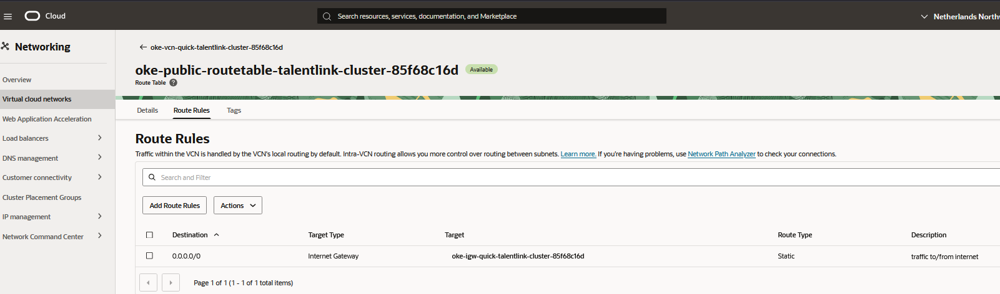 Cloud
Search resources, services, documentation, and Marketplace
Netherlands North
Networking
Overview
Virtual cloud networks
Web Application Acceleration
Load balancers
DNS management
Customer connectivity
Cluster Placement Groups
IP management
Network Command Center
← oke-vcn-quick-talentlink-cluster-85f68c16d
oke-public-routetable-talentlink-cluster-85f68c16d Available
Route Table ?
Details Route Rules Tags
Route Rules
Traffic within the VCN is handled by the VCN's local routing by default. Intra-VCN routing allows you more control over routing between subnets. Learn more. If you're having problems, use Network Path Analyzer to check your connections.
Search and Filter
Add Route Rules Actions
Destination Target Type Target Route Type Description
0.0.0.0/0 Internet Gateway oke-igw-quick-talentlink-cluster-85f68c16d Static traffic to/from internet
Page 1 of 1 (1 - 1 of 1 total items)